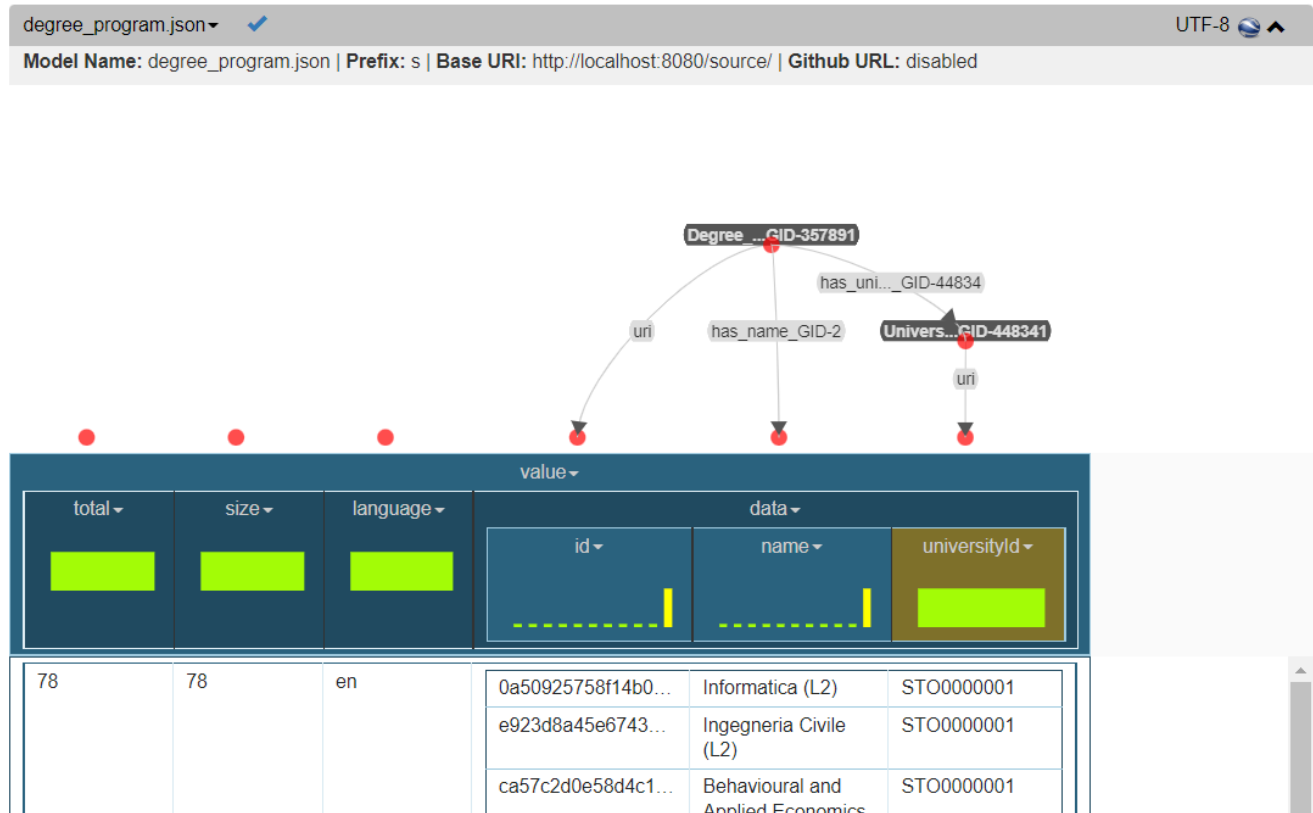 degree_program.json UTF-8
Model Name: degree_program.json | Prefix: s | Base URI: http://localhost:8080/source/ | Github URL: disabled
Degree_...GID-357891
has_uni..._GID-44834
uri has_name_GID-2 Univers...GID-448341
uri
value
total size language data
id name universityId
78 78 en 0a50925758f14b0... Informatica (L2) STO0000001
e923d8a45e6743... Ingegneria Civile STO0000001
(L2)
ca57c2d0e58d4c1... Behavioural and STO0000001
Applied Economics